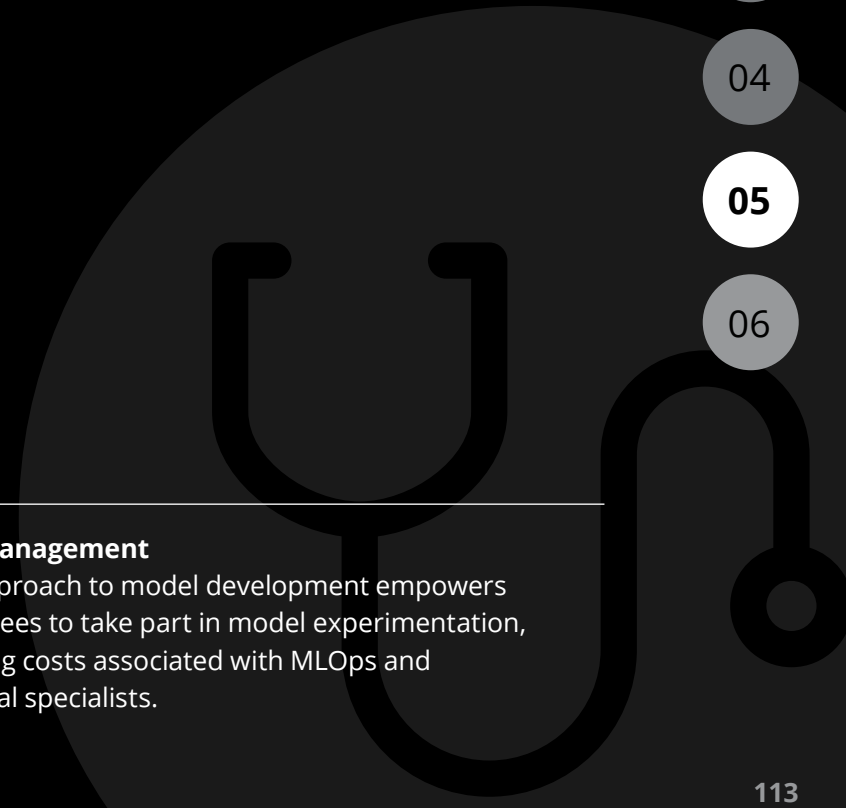 04
05
06
anagement
proach to model development empowers
ees to take part in model experimentation,
g costs associated with MLOps and
al specialists.
113